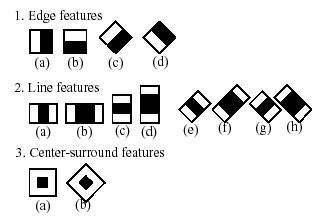 1. Edge features
(a) (b) (c) (d)
2. Line features
(a) (b) (c) (d) (e) (f) (g) (h)
3. Center-surround features
(a) (b)